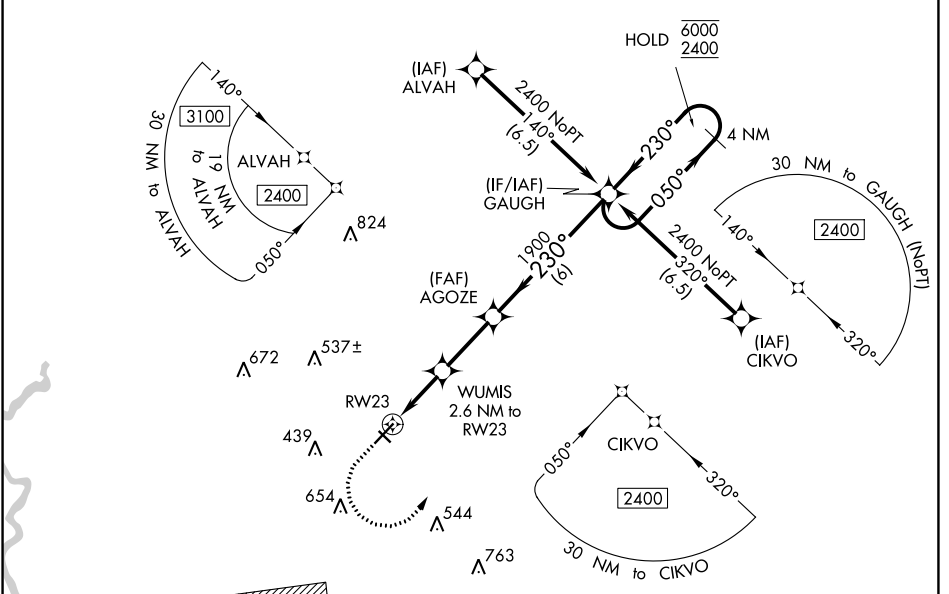 HOLD
6000
2400
(IAF)
ALVAH
2400 NoPT
140°
(6.5)
230°
4 NM
050°
140°
3100
30 NM to ALVAH
19 NM to ALVAH
ALVAH
2400
050°
824
(IF/IAF)
GAUGH
30 NM to GAUGH (NoPT)
140°
2400
320°
2400 NoPT
320°
(6.5)
(IAF)
CIKVO
1900
230°
(6)
(FAF)
AGOZE
672
537±
WUMIS
2.6 NM to
RW23
RW23
439
654
544
763
CIKVO
050°
320°
2400
30 NM to CIKVO